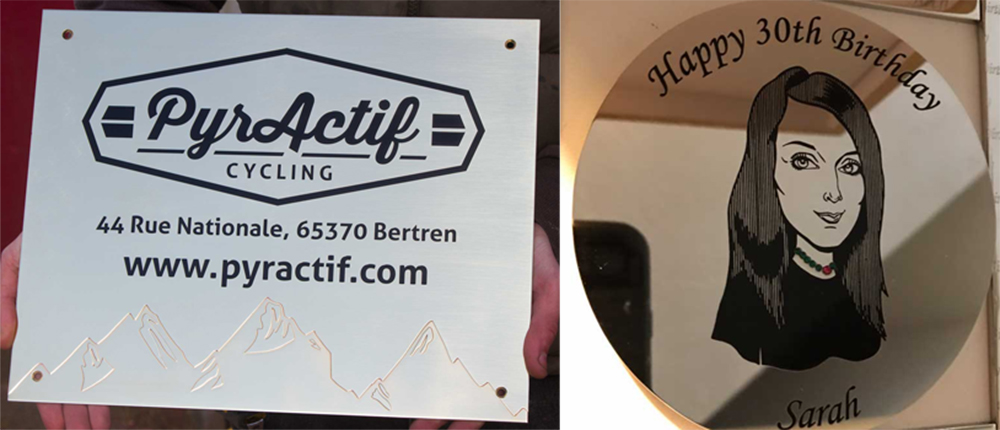 PyrActif
CYCLING
44 Rue Nationale, 65370 Bertren
www.pyractif.com
Happy 30th Birthday
Sarah